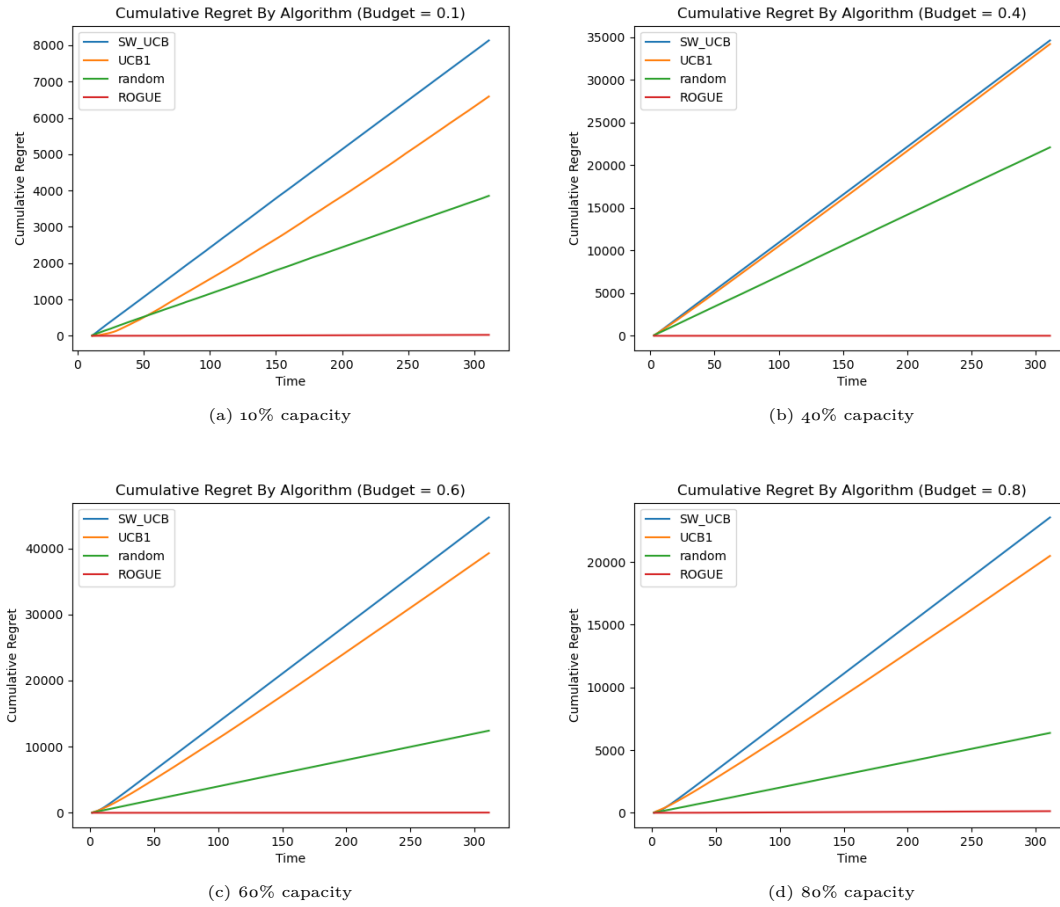 Cumulative Regret By Algorithm (Budget = 0.1)
SW_UCB
UCB1
random
ROGUE
8000
7000
6000
5000
4000
3000
2000
1000
0
Cumulative Regret
0 50 100 150 200 250 300
Time
(a) 10% capacity
Cumulative Regret By Algorithm (Budget = 0.4)
SW_UCB
UCB1
random
ROGUE
35000
30000
25000
20000
15000
10000
5000
0
Cumulative Regret
0 50 100 150 200 250 300
Time
(b) 40% capacity
Cumulative Regret By Algorithm (Budget = 0.6)
SW_UCB
UCB1
random
ROGUE
40000
30000
20000
10000
0
Cumulative Regret
0 50 100 150 200 250 300
Time
(c) 60% capacity
Cumulative Regret By Algorithm (Budget = 0.8)
SW_UCB
UCB1
random
ROGUE
20000
15000
10000
5000
0
Cumulative Regret
0 50 100 150 200 250 300
Time
(d) 80% capacity